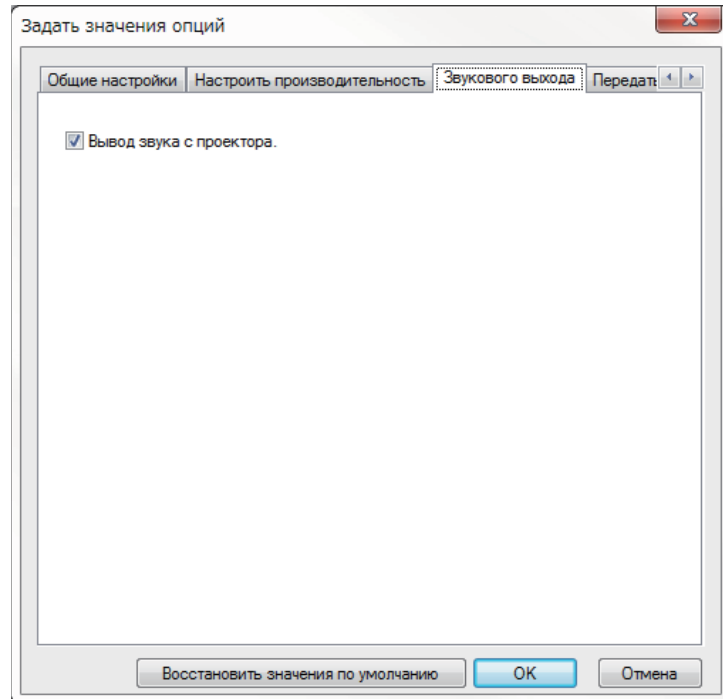 Задать значения опций
Общие настройки Настроить производительность Звукового выхода
Вывод звука с проектора.
Восстановить значения по умолчанию OK Отмена